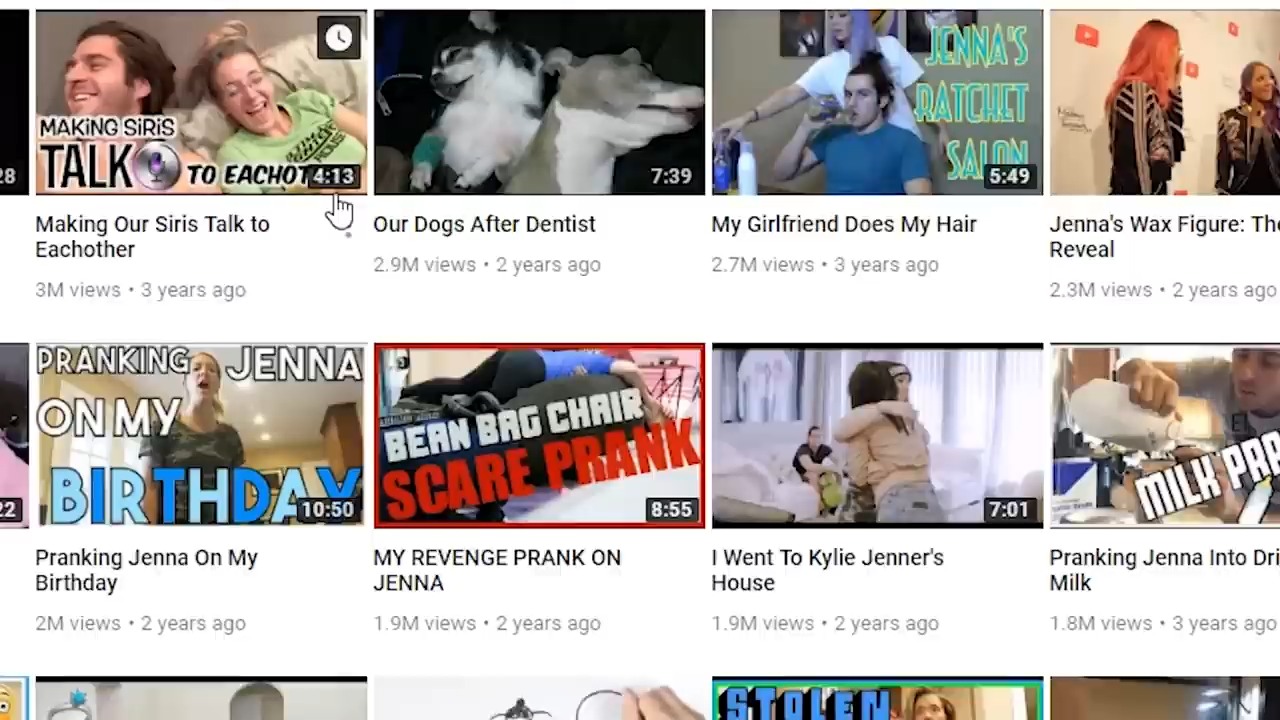 28
MAKING SIRIS
TALK TO EACHOT
4:13
7:39
JENNA'S
RATCHET
SALON
5:49
Making Our Siris Talk to
Eachother
3M views • 3 years ago
Our Dogs After Dentist
2.9M views • 2 years ago
My Girlfriend Does My Hair
2.7M views • 3 years ago
Jenna's Wax Figure: The
Reveal
2.3M views • 2 years ago
22
PRANKING JENNA
ON MY
BIRTHDAY
10:50
BEAN BAG CHAIR
SCARE PRANK
8:55
7:01
MILK PRA
Pranking Jenna On My
Birthday
2M views • 2 years ago
MY REVENGE PRANK ON
JENNA
1.9M views • 2 years ago
I Went To Kylie Jenner's
House
1.9M views • 2 years ago
Pranking Jenna Into Dri
Milk
1.8M views • 3 years ago
STOLEN